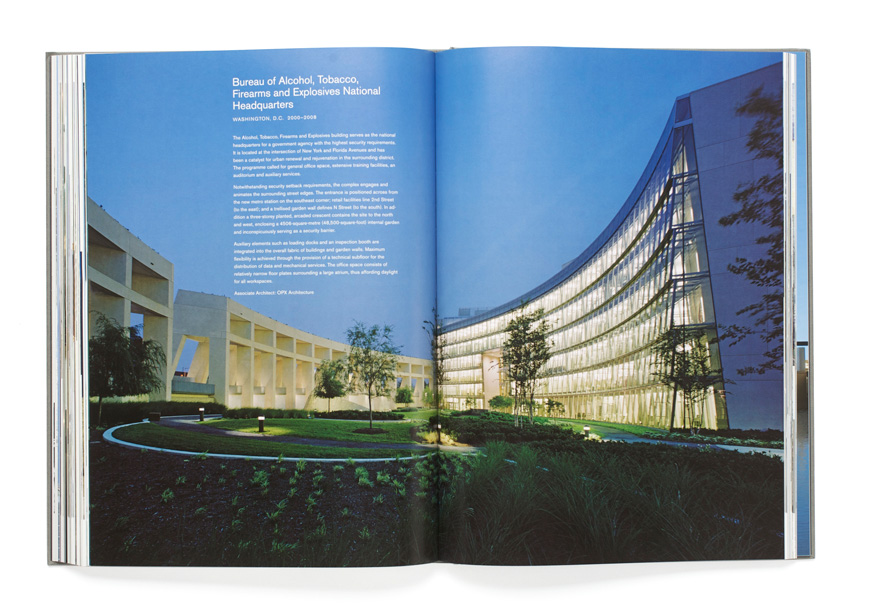 Bureau of Alcohol, Tobacco,
Firearms and Explosives National
Headquarters
WASHINGTON, D.C. 2000–2008
The Alcohol, Tobacco, Firearms and Explosives building serves as the national
headquarters for a government agency with the highest security requirements.
It is located at the intersection of New York and Florida Avenues and has
been a catalyst for urban renewal and rejuvenation in the surrounding district.
The programme called for general office space, extensive training facilities, an
auditorium and auxiliary services.
Notwithstanding security setback requirements, the complex engages and
animates the surrounding street edges. The entrance is positioned across from
the new metro station on the southeast corner; retail facilities line 2nd Street
(to the east); and a trellised garden wall defines N Street (to the south). In ad-
dition a three-storey planted, arcaded crescent contains the site to the north
and west, enclosing a 4506-square-metre (48,500-square-foot) internal garden
and inconspicuously serving as a security barrier.
Auxiliary elements such as loading docks and an inspection booth are
integrated into the overall fabric of buildings and garden walls. Maximum
flexibility is achieved through the provision of a technical subfloor for the
distribution of data and mechanical services. The office space consists of
relatively narrow floor plates surrounding a large atrium, thus affording daylight
for all workspaces.
Associate Architect: OPX Architecture